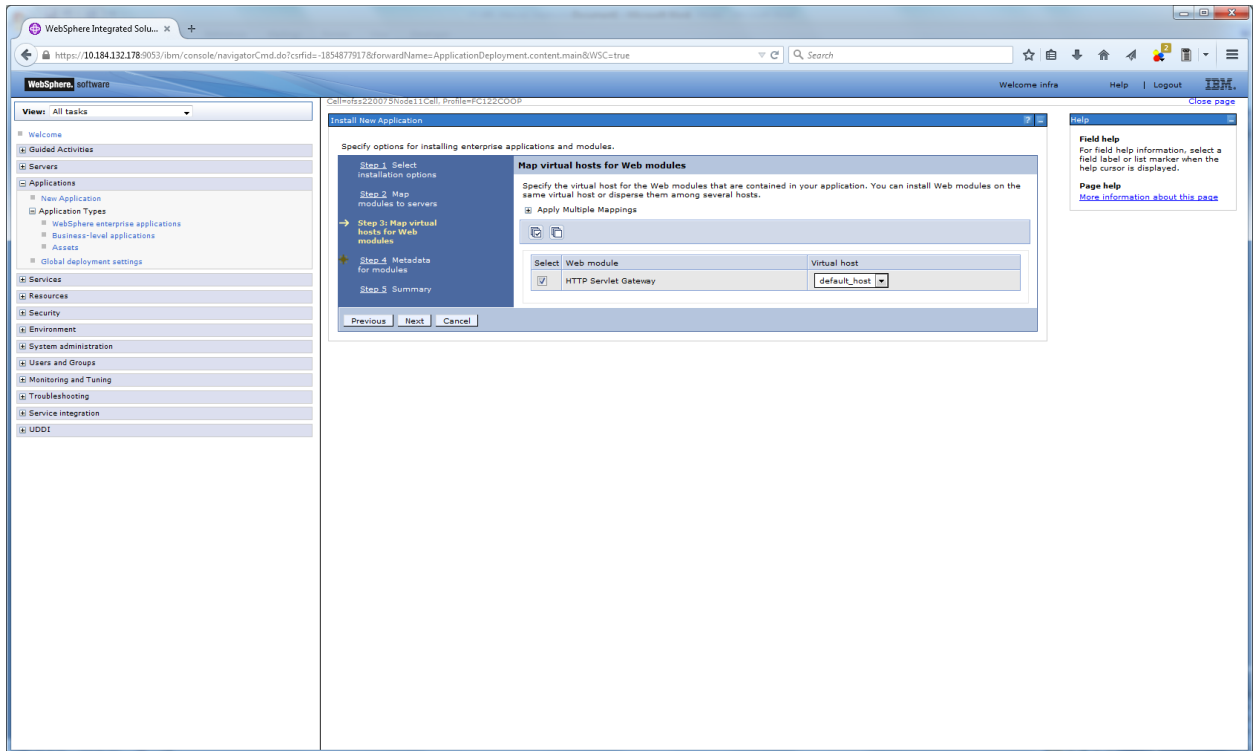 WebSphere Integrated Solu... × +
https://10.184.132.178:9053/ibm/console/navigatorCmd.do?csrfid=-1854877917&forwardName=ApplicationDeployment.content.main&WSC=true
Search
2
WebSphere. software
Welcome infra
Help | Logout
IBM.
View: All tasks
Cell=ofss220075Node11Cell, Profile=FC122COOP
Close page
Welcome
Guided Activities
Servers
Applications
New Application
Application Types
WebSphere enterprise applications
Business-level applications
Assets
Global deployment settings
Services
Resources
Security
Environment
System administration
Users and Groups
Monitoring and Tuning
Troubleshooting
Service integration
UDDI
Install New Application
?
Specify options for installing enterprise applications and modules.
Step 1 Select
installation options
Step 2 Map
modules to servers
Step 3: Map virtual
hosts for Web
modules
Step 4 Metadata
for modules
Step 5 Summary
Map virtual hosts for Web modules
Specify the virtual host for the Web modules that are contained in your application. You can install Web modules on the
same virtual host or disperse them among several hosts.
Apply Multiple Mappings
Select Web module Virtual host
HTTP Servlet Gateway default_host
Previous Next Cancel
Help
Field help
For field help information, select a
field label or list marker when the
help cursor is displayed.
Page help
More information about this page